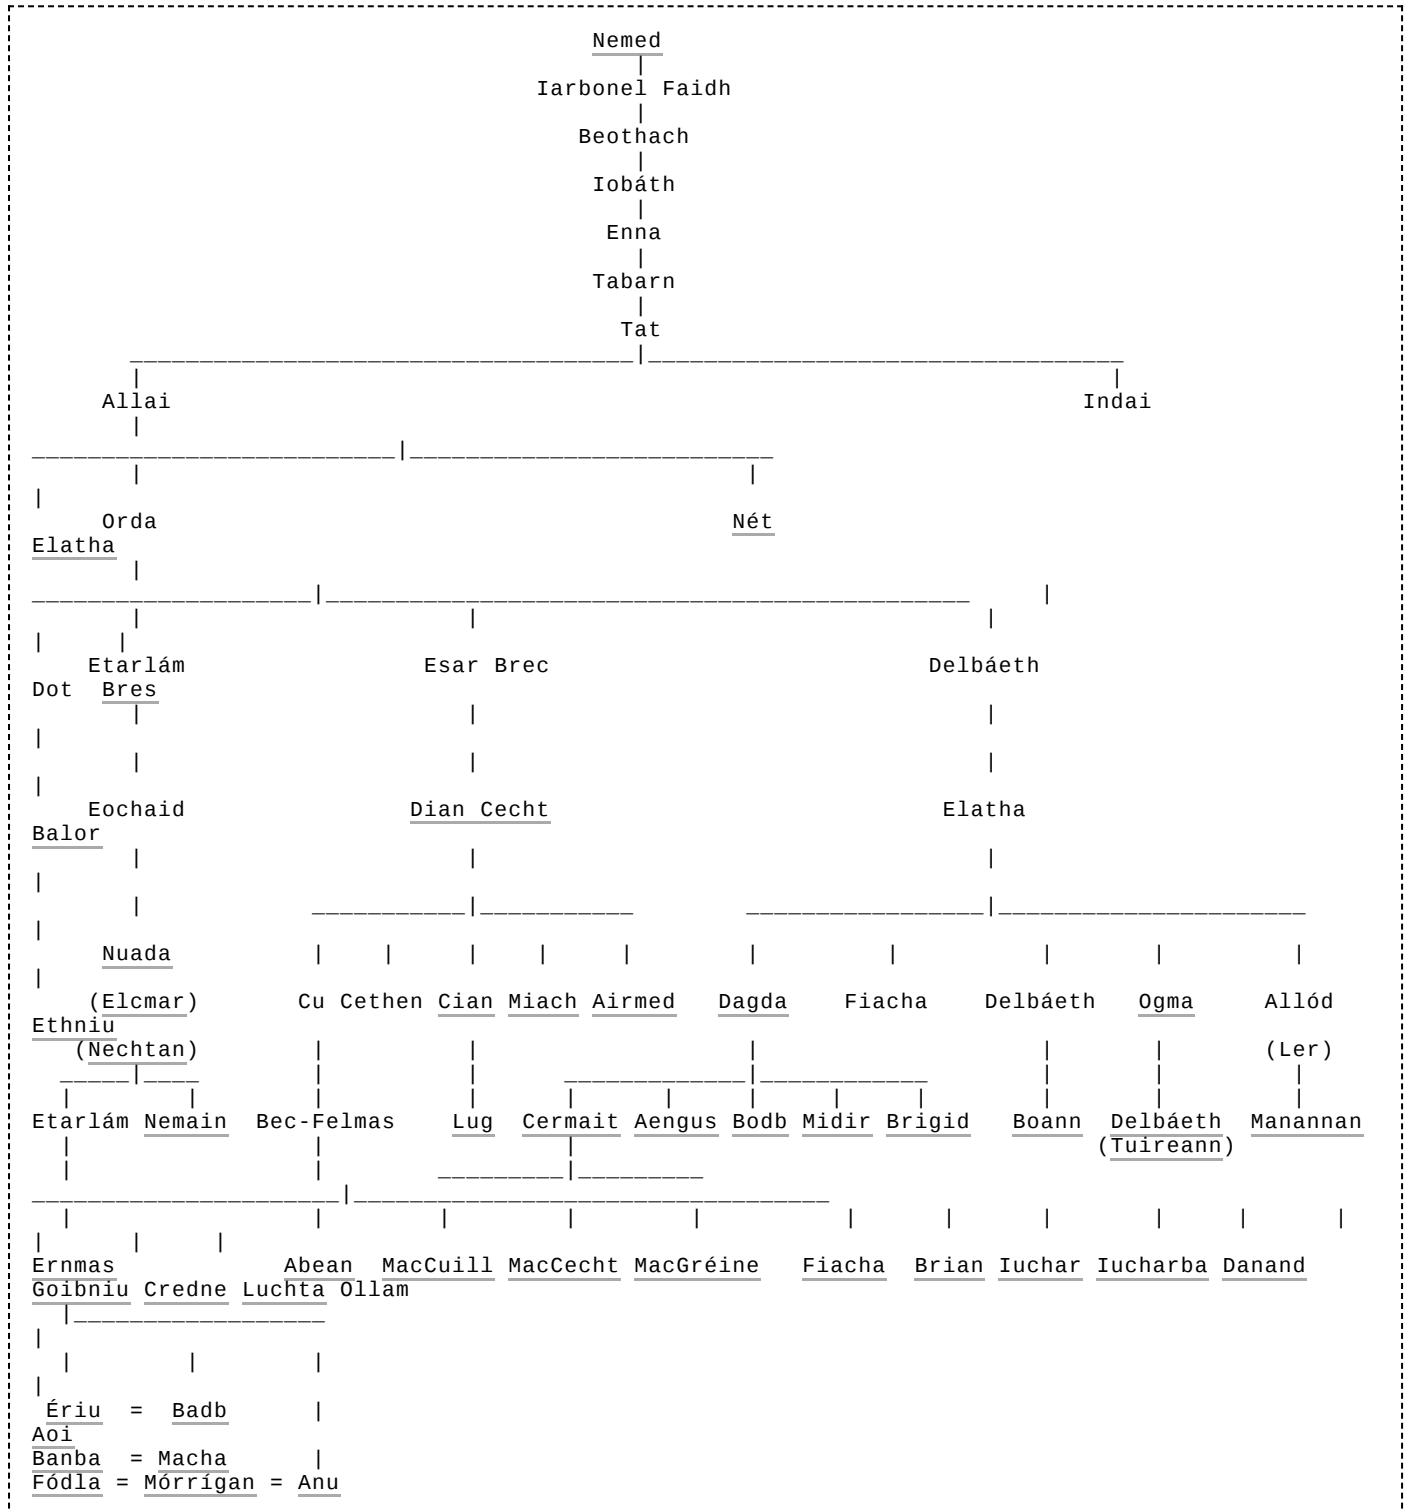 Nemed
Iarbonel Faidh
Beothach
Iobáth
Enna
Tabarn
Tat
Allai Indai
Orda Nét
Elatha
Etarlám Esar Brec Delbáeth
Dot Bres
Eochaid Dian Cecht Elatha
Balor
Nuada
(Elcmar) Cu Cethen Cian Miach Airmed Dagda Fiacha Delbáeth Ogma Allód
Ethniu
(Nechtan) (Ler)
Etarlám Nemain Bec-Felmas Lug Cermait Aengus Bodb Midir Brigid Boann Delbáeth Manannan
(Tuireann)
Ernmas Abean MacCuill MacCecht MacGréine Fiacha Brian Iuchar Iucharba Danand
Goibniu Credne Luchta Ollam
Ériu = Badb
Aoi
Banba = Macha
Fódla = Mórrígan = Anu